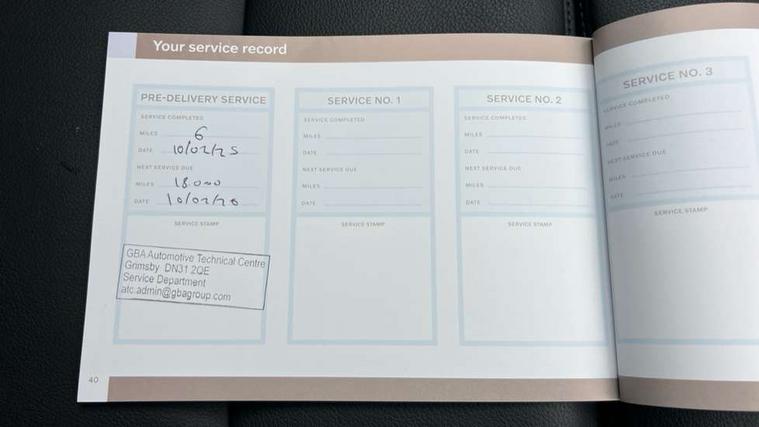 Your service record
PRE-DELIVERY SERVICE
SERVICE COMPLETED
MILES 6
DATE 10/02/25
NEXT SERVICE DUE
MILES 18000
DATE 10/02/26
SERVICE STAMP
GBA Automotive Technical Centre
Grimsby DN31 2QE
Service Department
atc.admin@gbagroup.com
SERVICE NO. 1
SERVICE COMPLETED
MILES
DATE
NEXT SERVICE DUE
MILES
DATE
SERVICE STAMP
SERVICE NO. 2
SERVICE COMPLETED
MILES
DATE
NEXT SERVICE DUE
MILES
DATE
SERVICE STAMP
SERVICE NO. 3
SERVICE COMPLETED
MILES
DATE
NEXT SERVICE DUE
MILES
DATE
SERVICE STAMP
40